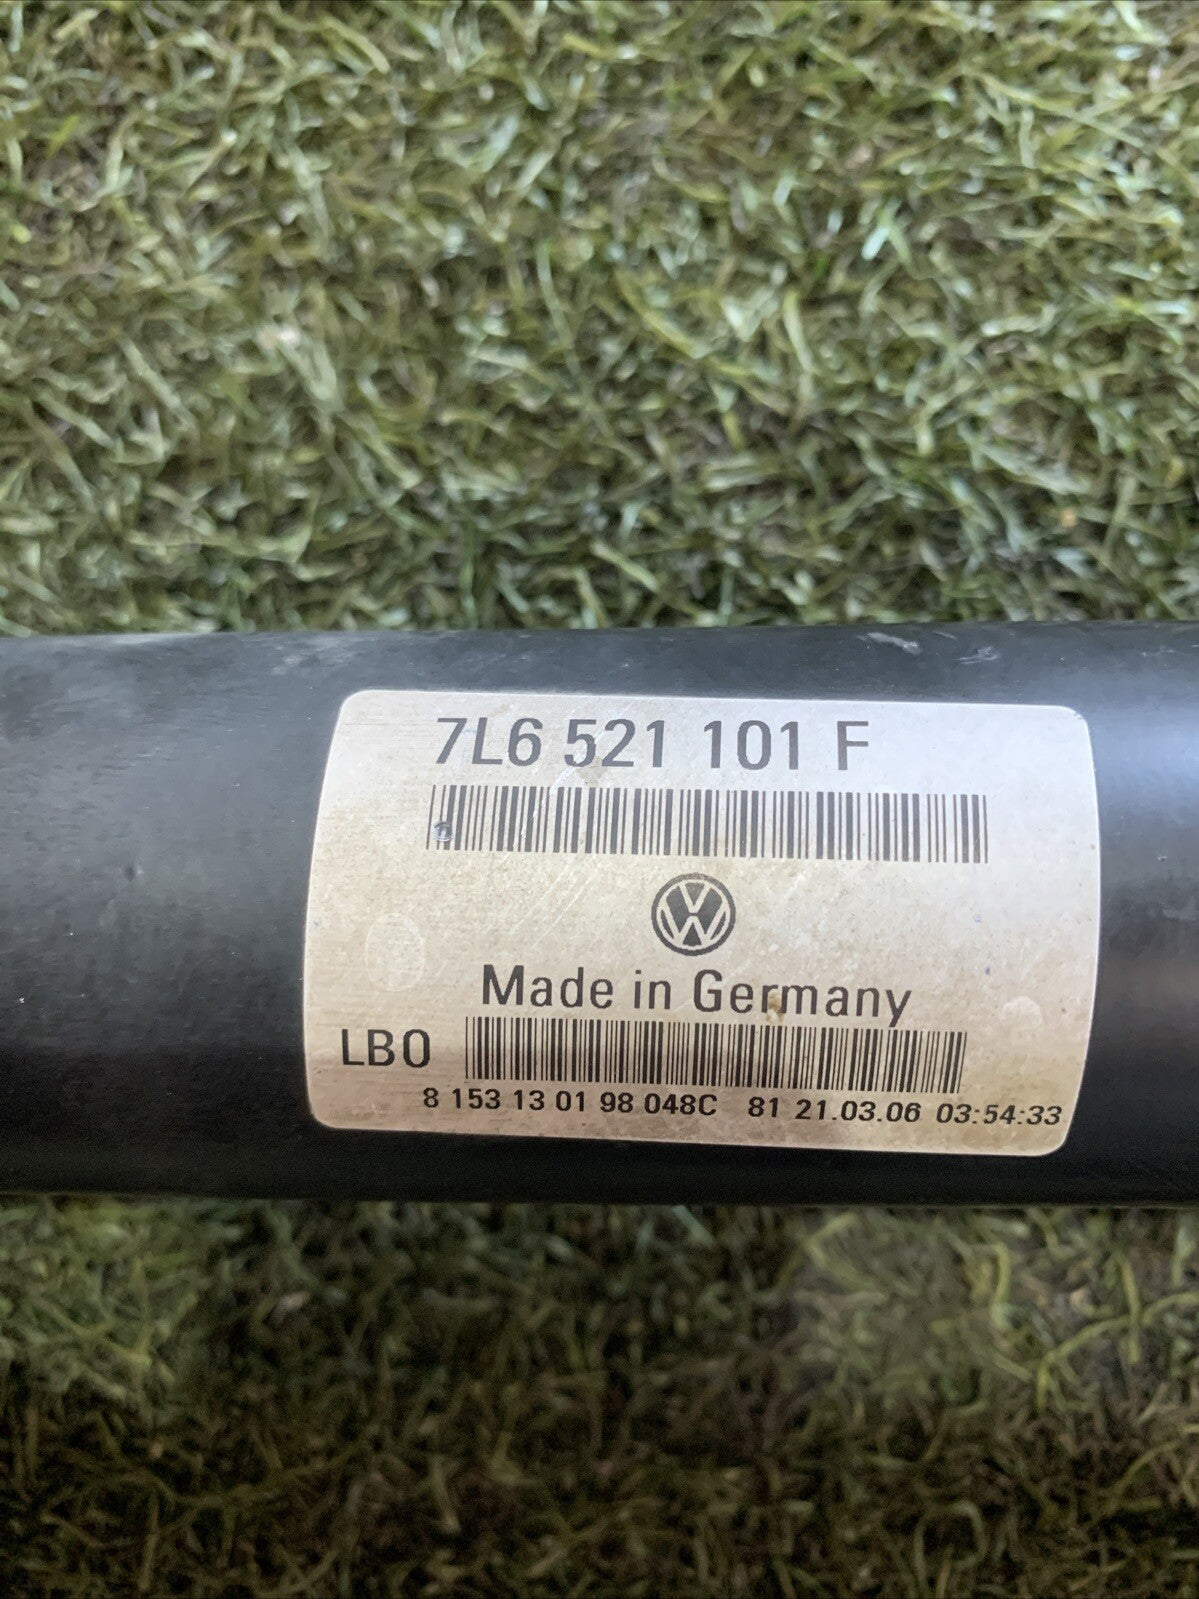 7L6 521 101 F
Made in Germany
LBO
8 153 13 01 98 048C 81 21.03.06 03:54:33